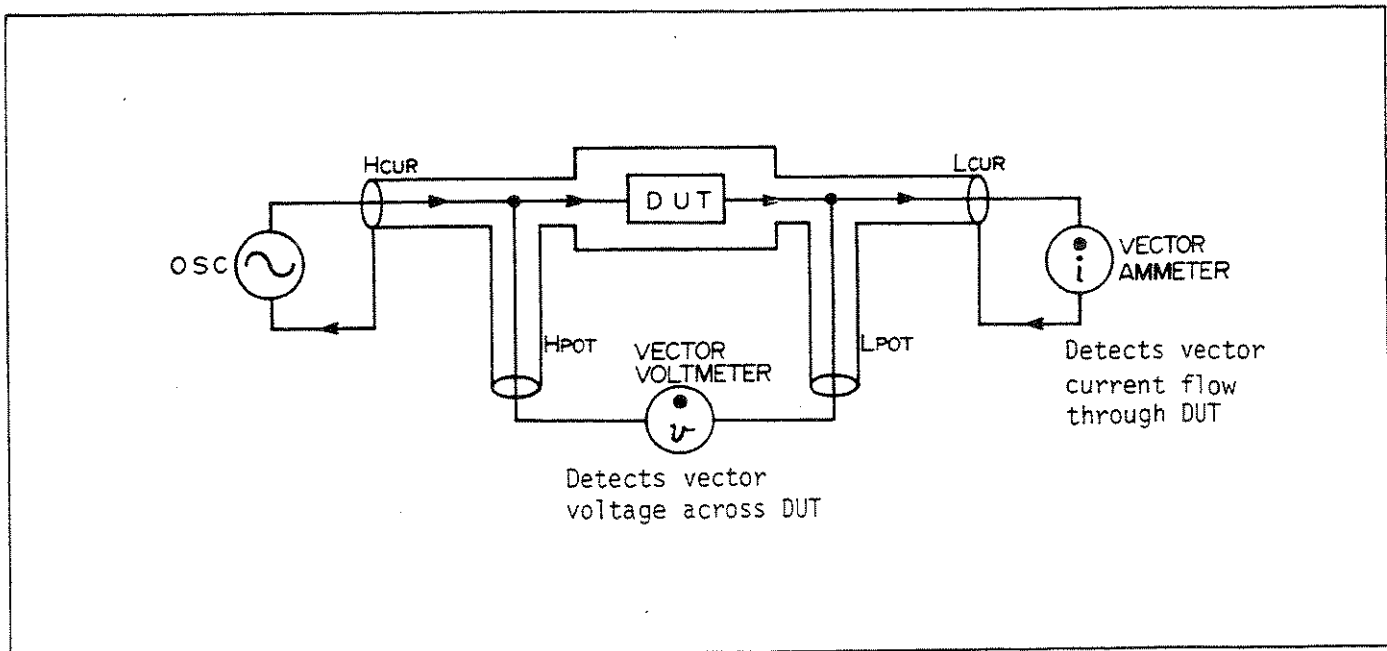 HCUR
LCUR
DUT
OSC
VECTOR
AMMETER
i
HPOT
VECTOR
VOLTMETER
LPOT
v
Detects vector
current flow
through DUT
Detects vector
voltage across DUT